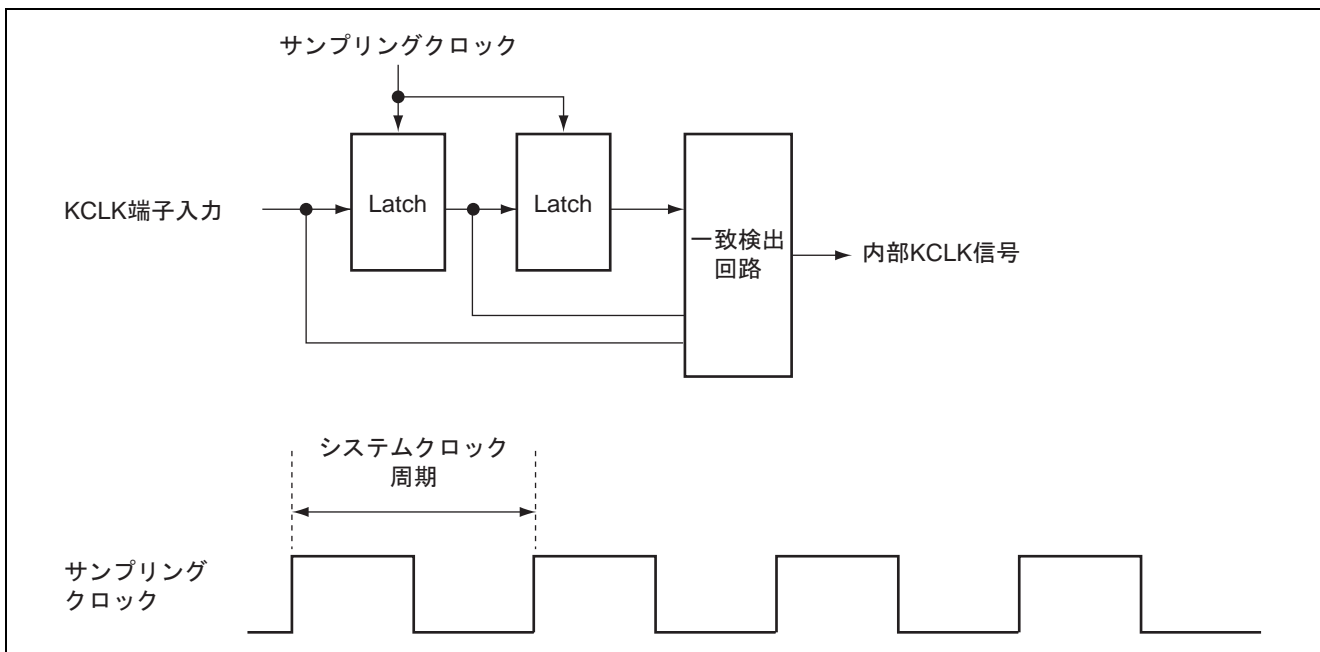 サンプリングクロック
KCLK端子入力
Latch
Latch
一致検出
回路
内部KCLK信号
システムクロック
周期
サンプリング
クロック